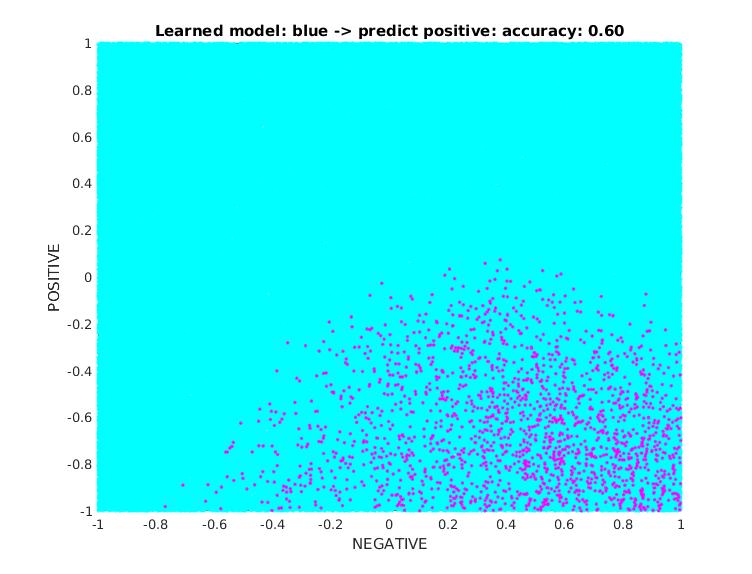 Learned model: blue -> predict positive: accuracy: 0.60
1
0.8
0.6
0.4
0.2
0
-0.2
-0.4
-0.6
-0.8
-1
POSITIVE
-1 -0.8 -0.6 -0.4 -0.2 0 0.2 0.4 0.6 0.8 1
NEGATIVE